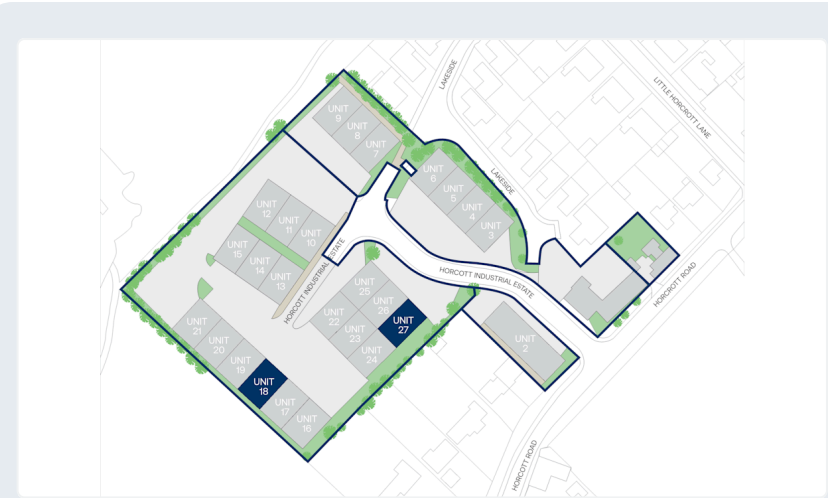 LAKESIDE
LITTLE HORCROTT LANE
UNIT
9
UNIT
8
UNIT
7
UNIT
6
UNIT
5
UNIT
4
UNIT
3
LAKESIDE
UNIT
12
UNIT
11
UNIT
10
UNIT
15
UNIT
14
UNIT
13
HORCOTT INDUSTRIAL ESTATE
HORCOTT INDUSTRIAL ESTATE
HORCROTT ROAD
UNIT
25
UNIT
26
UNIT
27
UNIT
22
UNIT
23
UNIT
24
UNIT
2
UNIT
21
UNIT
20
UNIT
19
UNIT
18
UNIT
17
UNIT
16
HORCOTT ROAD